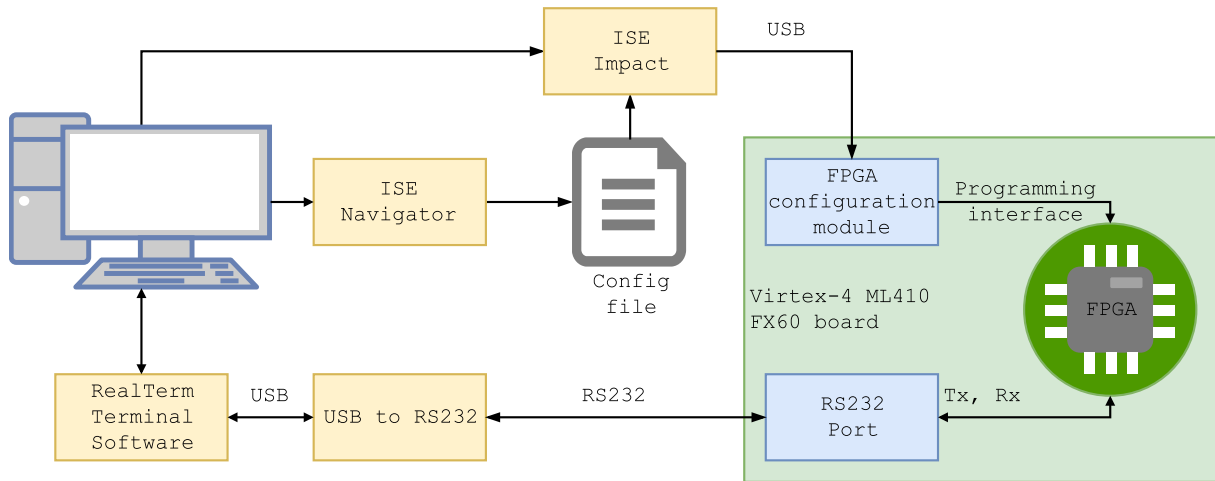 ISE
Impact
USB
ISE
Navigator
Config
file
FPGA
configuration
module
Programming
interface
Virtex-4 ML410
FX60 board
FPGA
RealTerm
Terminal
Software
USB
USB to RS232
RS232
RS232
Port
Tx, Rx